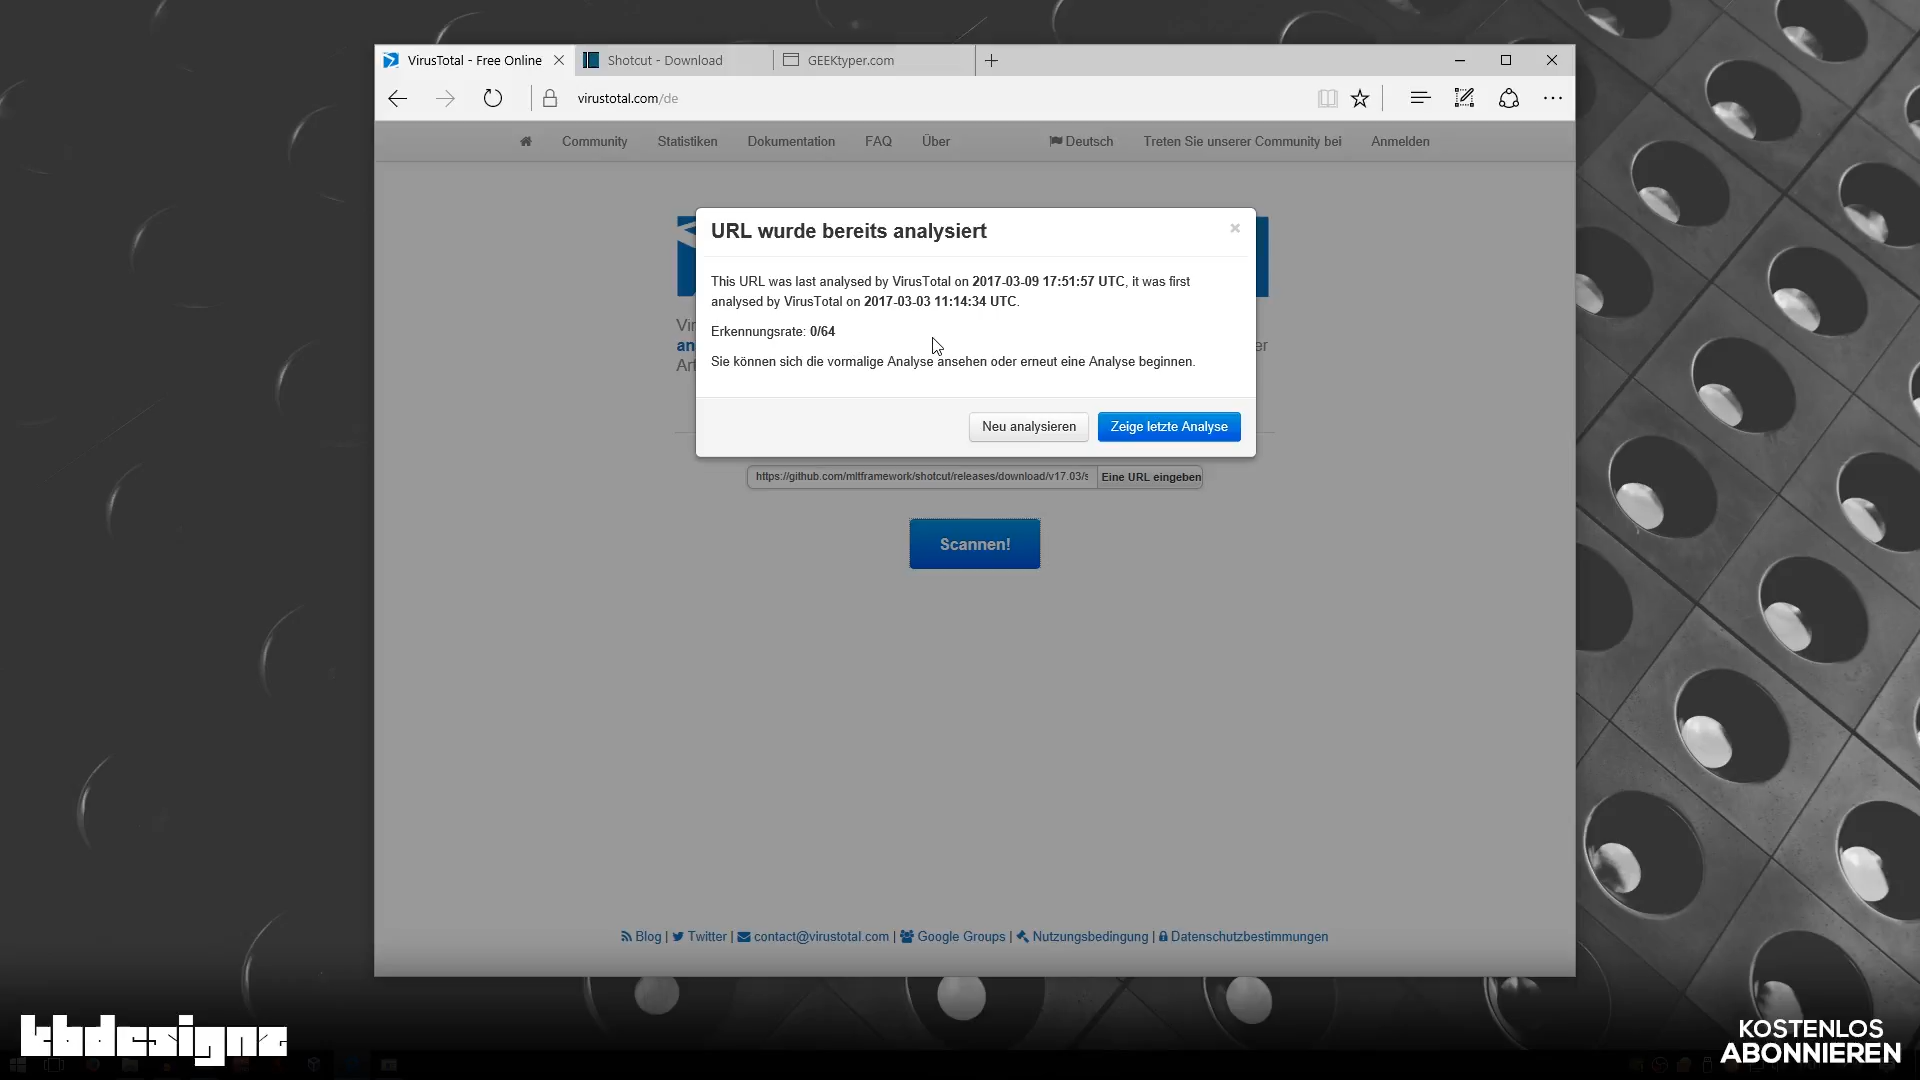 VirusTotal - Free Online
Shotcut - Download
GEEKtyper.com
virustotal.com/de
Community
Statistiken
Dokumentation
FAQ
Über
Deutsch
Treten Sie unserer Community bei
Anmelden
URL wurde bereits analysiert
This URL was last analysed by VirusTotal on 2017-03-09 17:51:57 UTC, it was first
analysed by VirusTotal on 2017-03-03 11:14:34 UTC.
Erkennungsrate: 0/64
Sie können sich die vormalige Analyse ansehen oder erneut eine Analyse beginnen.
Neu analysieren
Zeige letzte Analyse
https://github.com/mltframework/shotcut/releases/download/v17.03/s
Eine URL eingeben
Scannen!
Blog | Twitter | contact@virustotal.com | Google Groups | Nutzungsbedingung | Datenschutzbestimmungen
kbdesignz
KOSTENLOS
ABONNIEREN